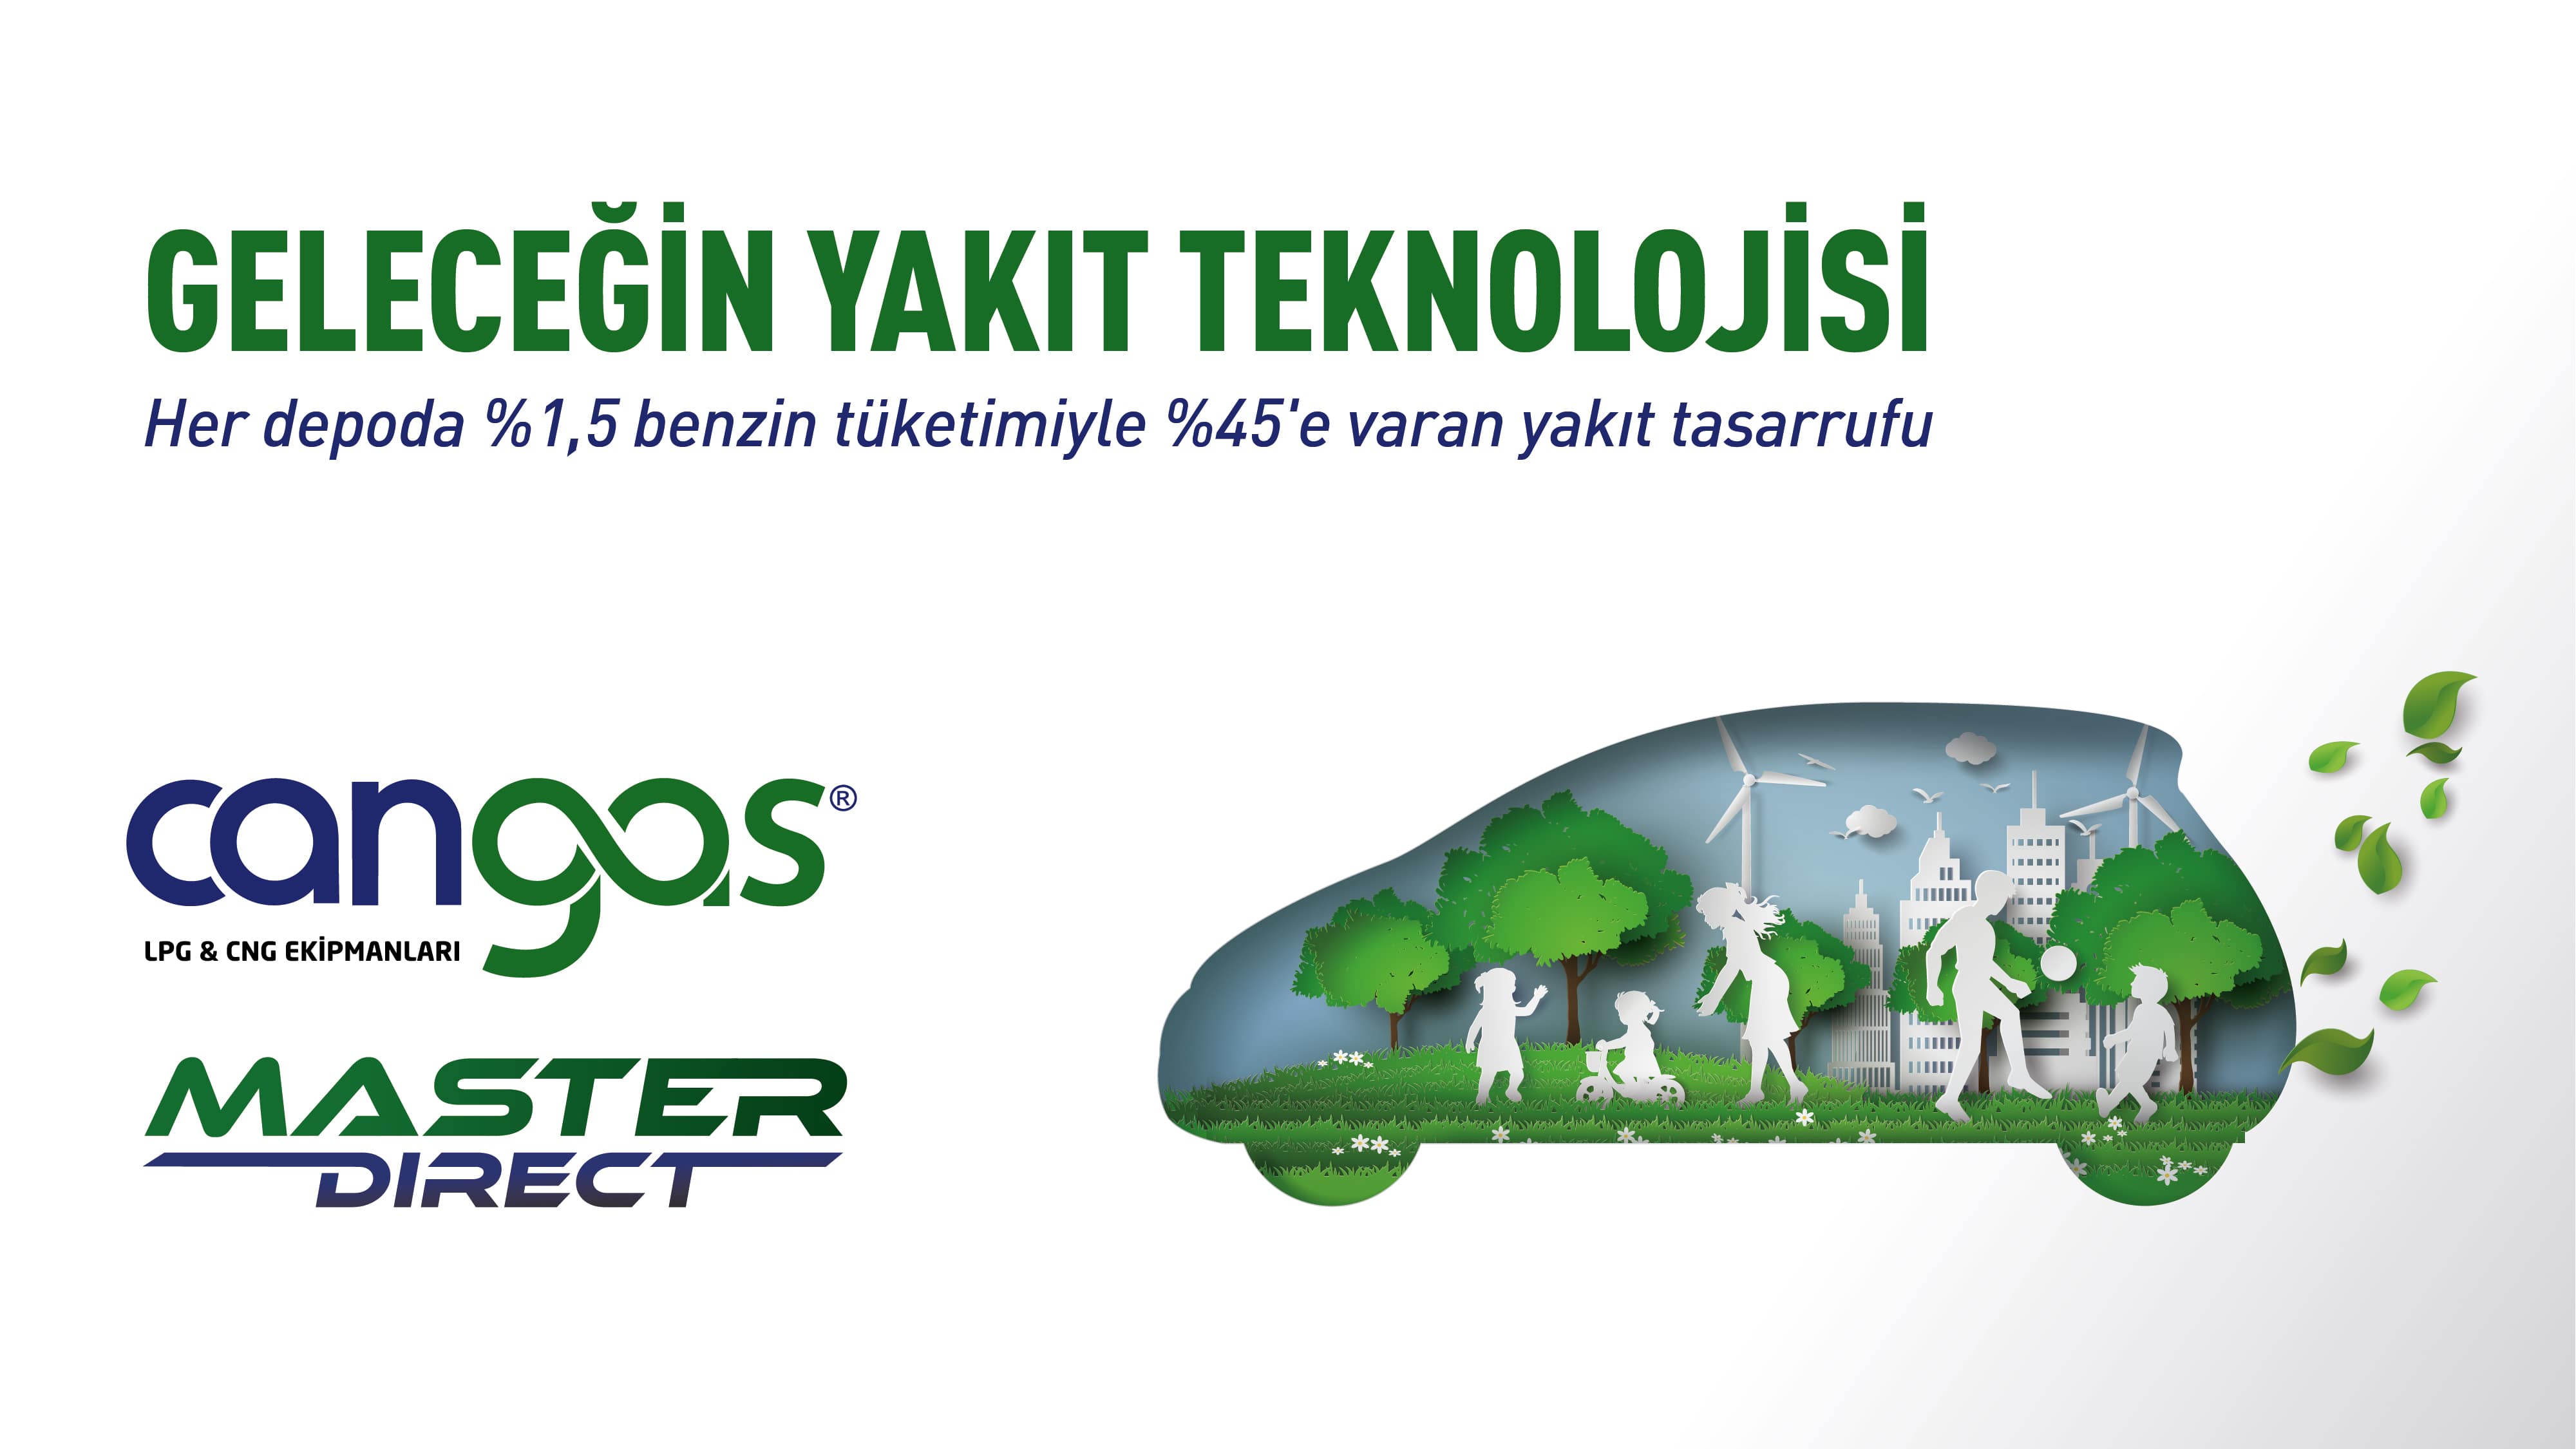 GELECEĞİN YAKIT TEKNOLOJİSİ
Her depoda %1,5 benzin tüketimiyle %45'e varan yakıt tasarrufu
cangas®
LPG & CNG EKİPMANLARI
MASTER
DIRECT